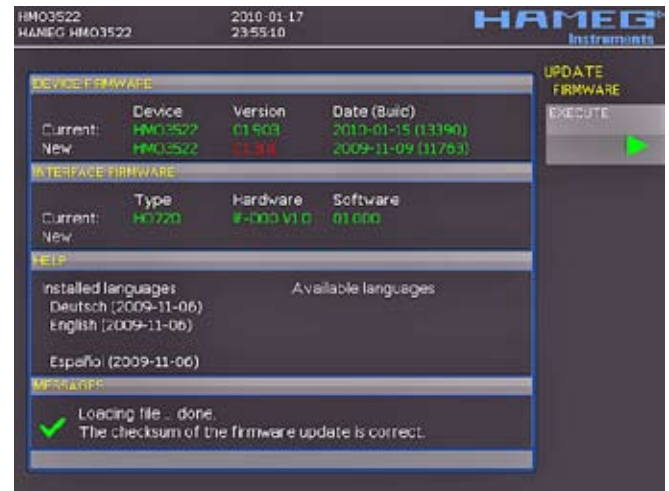 HMO3522
HAMEG HMO3522
2010-01-17
23:55:10
HAMEG
Instruments
UPDATE
FIRMWARE
EXECUTE
DEVICE FIRMWARE
Device Version Date (Build)
Current: HMO3522 01.503 2010-01-15 (13390)
New: HMO3522 2009-11-09 (11763)
INTERFACE FIRMWARE
Type Hardware Software
Current: HO720 IF-D00 V1.0 01.000
New:
HELP
Installed languages Available languages
Deutsch (2009-11-06)
English (2009-11-06)
Español (2009-11-06)
MESSAGES
Loading file... done.
The checksum of the firmware update is correct.